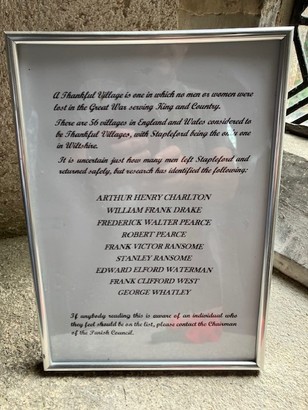 A Thankful Village is one in which no men or women were
lost in the Great War serving King and Country.
There are 56 villages in England and Wales considered to
be Thankful Villages, with Stapleford being the only one
in Wiltshire.
It is uncertain just how many men left Stapleford and
returned safely, but research has identified the following:
ARTHUR HENRY CHARLTON
WILLIAM FRANK DRAKE
FREDERICK WALTER PEARCE
ROBERT PEARCE
FRANK VICTOR RANSOME
STANLEY RANSOME
EDWARD ELFORD WATERMAN
FRANK CLIFFORD WEST
GEORGE WHATLEY
If anybody reading this is aware of an individual who
they feel should be on the list, please contact the Chairman
of the Parish Council.